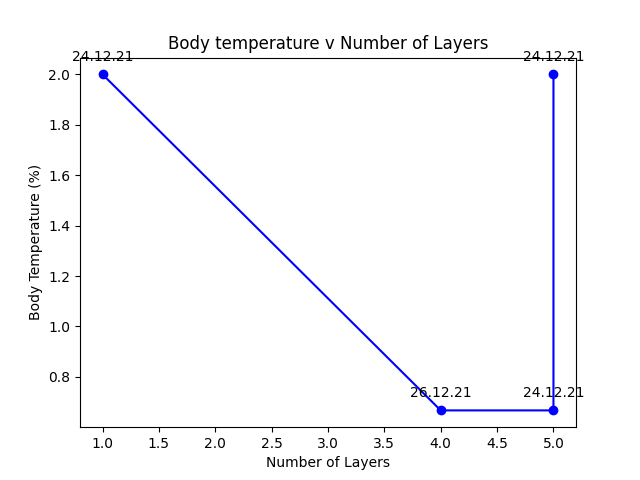 Body temperature v Number of Layers
24.12.21 24.12.21
2.0
1.8
1.6
1.4
1.2
1.0
0.8
Body Temperature (%)
26.12.21 24.12.21
1.0 1.5 2.0 2.5 3.0 3.5 4.0 4.5 5.0
Number of Layers